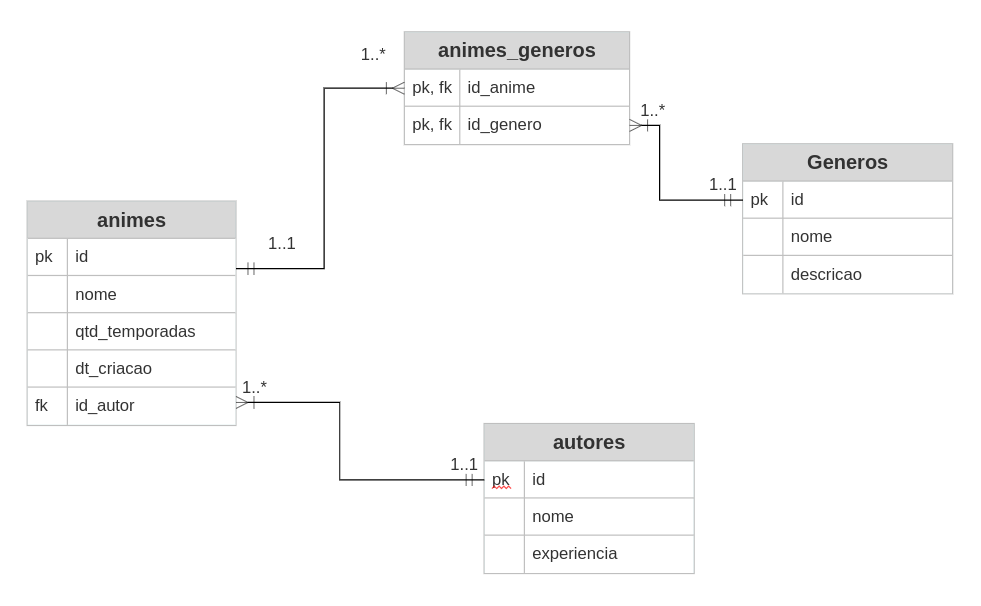 1..*
animes_generos
pk, fk id_anime
pk, fk id_genero
1..*
Generos
1..1
pk id
nome
descricao
animes
pk id
nome
qtd_temporadas
dt_criacao
fk id_autor
1..1
1..*
autores
1..1
pk id
nome
experiencia